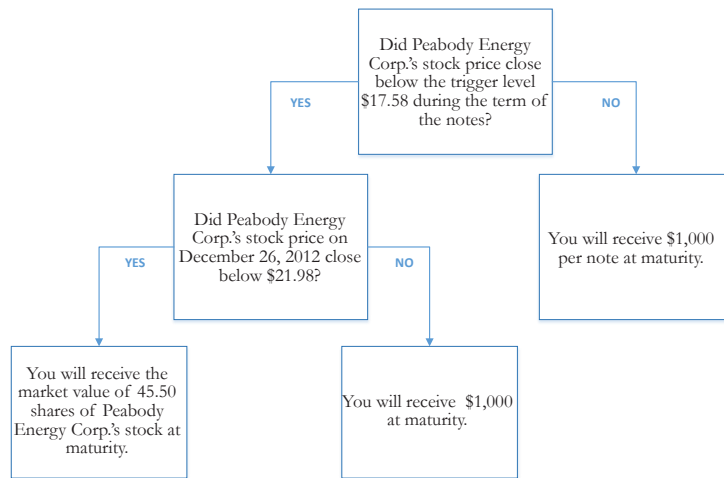 Did Peabody Energy
Corp.'s stock price close
below the trigger level
$17.58 during the term of
the notes?
YES
NO
Did Peabody Energy
Corp.'s stock price on
December 26, 2012 close
below $21.98?
You will receive $1,000
per note at maturity.
YES
NO
You will receive the
market value of 45.50
shares of Peabody
Energy Corp.'s stock at
maturity.
You will receive $1,000
at maturity.